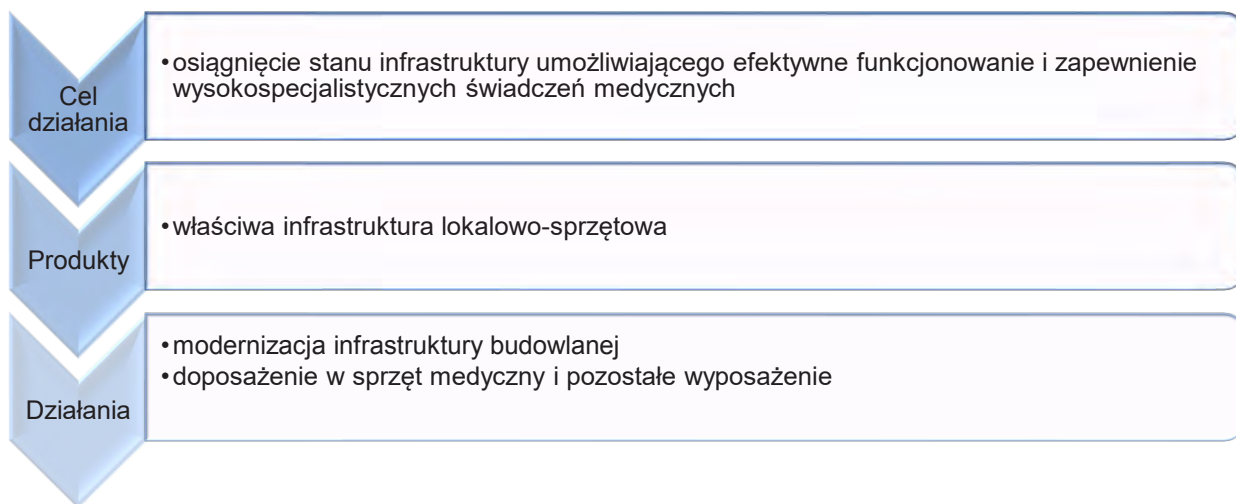 Cel
działania
•osiągnięcie stanu infrastruktury umożliwiającego efektywne funkcjonowanie i zapewnienie
wysokospecjalistycznych świadczeń medycznych
Produkty
•właściwa infrastruktura lokalowo-sprzętowa
Działania
•modernizacja infrastruktury budowlanej
•doposażenie w sprzęt medyczny i pozostałe wyposażenie